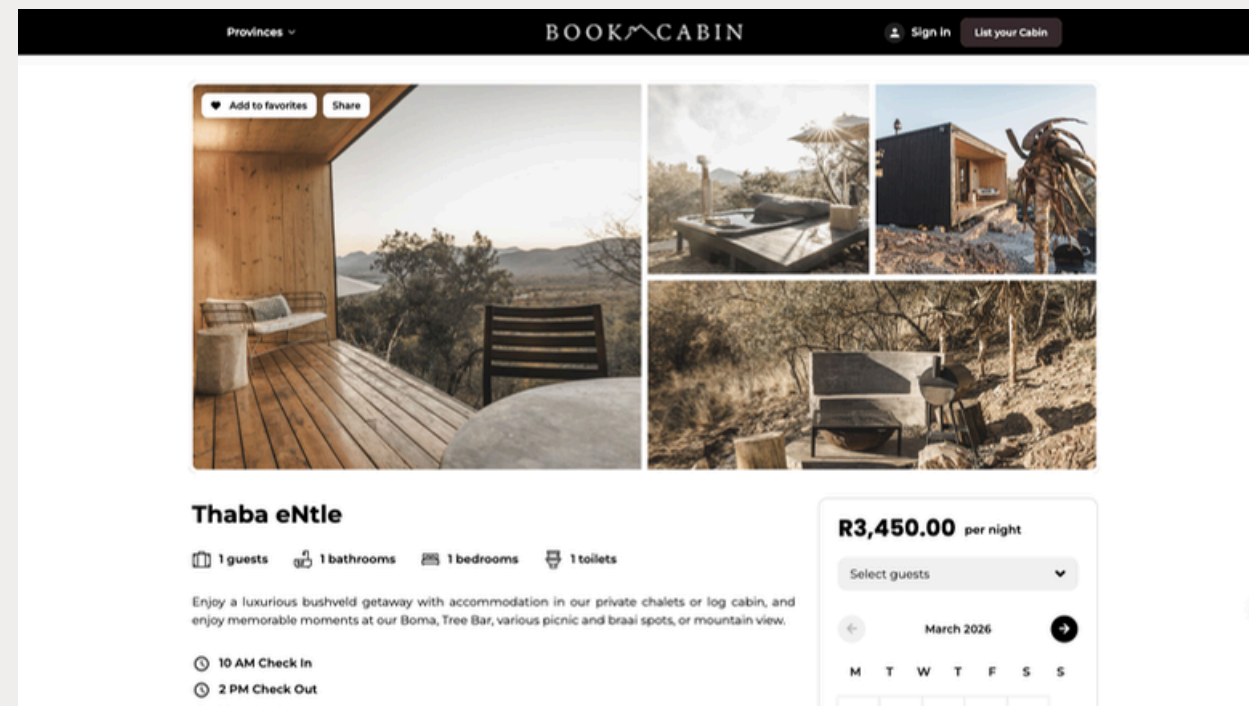 Provinces
BOOK CABIN
Sign in
List your Cabin
Add to favorites
Share
Thaba eNtle
1 guests 1 bathrooms 1 bedrooms 1 toilets
R3,450.00 per night
Select guests
Enjoy a luxurious bushveld getaway with accommodation in our private chalets or log cabin, and
enjoy memorable moments at our Boma, Tree Bar, various picnic and braai spots, or mountain view.
10 AM Check In
2 PM Check Out
March 2026
M T W T F S S